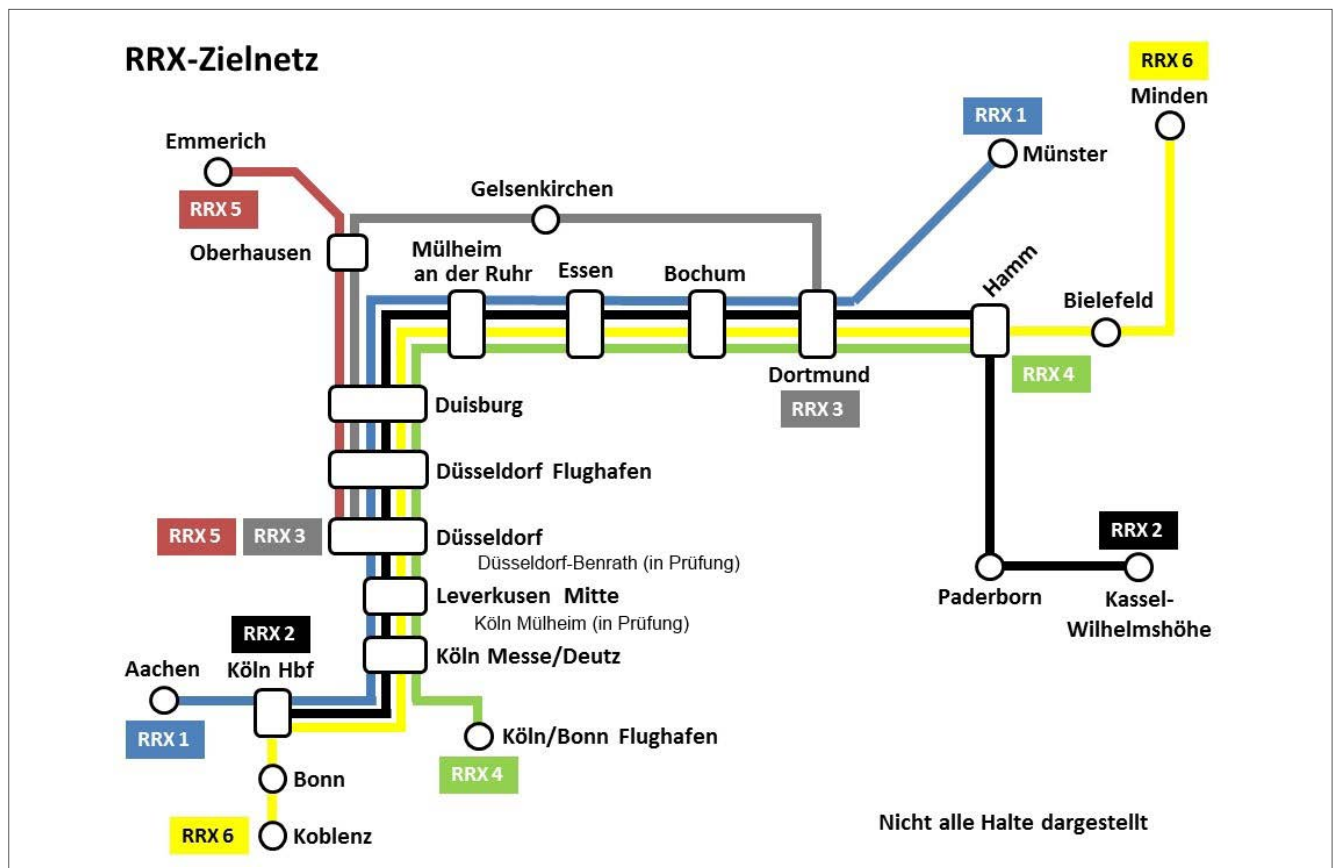 RRX-Zielnetz
RRX 6
Minden
RRX 1
Münster
Emmerich
RRX 5
Gelsenkirchen
Oberhausen
Mülheim
an der Ruhr
Essen
Bochum
Hamm
Bielefeld
Dortmund
RRX 3
RRX 4
Duisburg
Düsseldorf Flughafen
RRX 5
RRX 3
Düsseldorf
Düsseldorf-Benrath (in Prüfung)
RRX 2
Leverkusen Mitte
Köln Mülheim (in Prüfung)
Paderborn
Kassel-
Wilhelmshöhe
RRX 2
Köln Hbf
Köln Messe/Deutz
Aachen
RRX 1
Köln/Bonn Flughafen
RRX 4
Bonn
RRX 6
Koblenz
Nicht alle Halte dargestellt